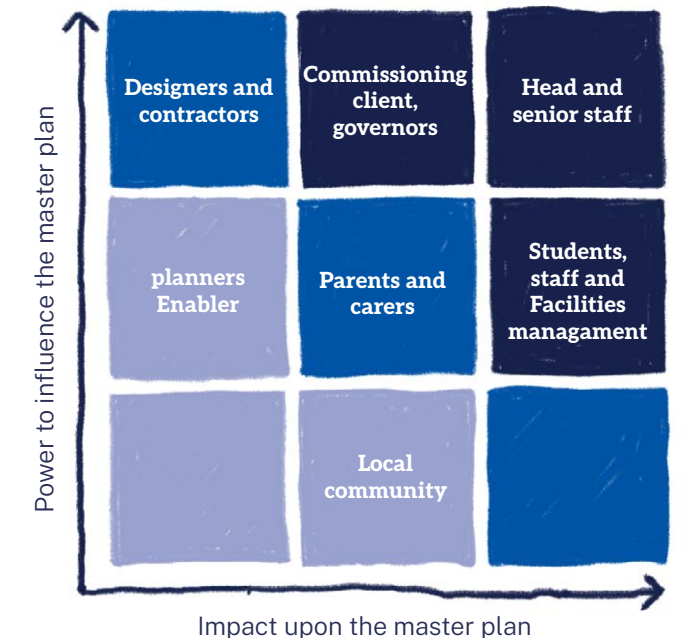 Power to influence the master plan
Designers and
contractors
Commissioning
client,
governors
Head and
senior staff
planners
Enabler
Parents and
carers
Students,
staff and
Facilities
managament
Local
community
Impact upon the master plan